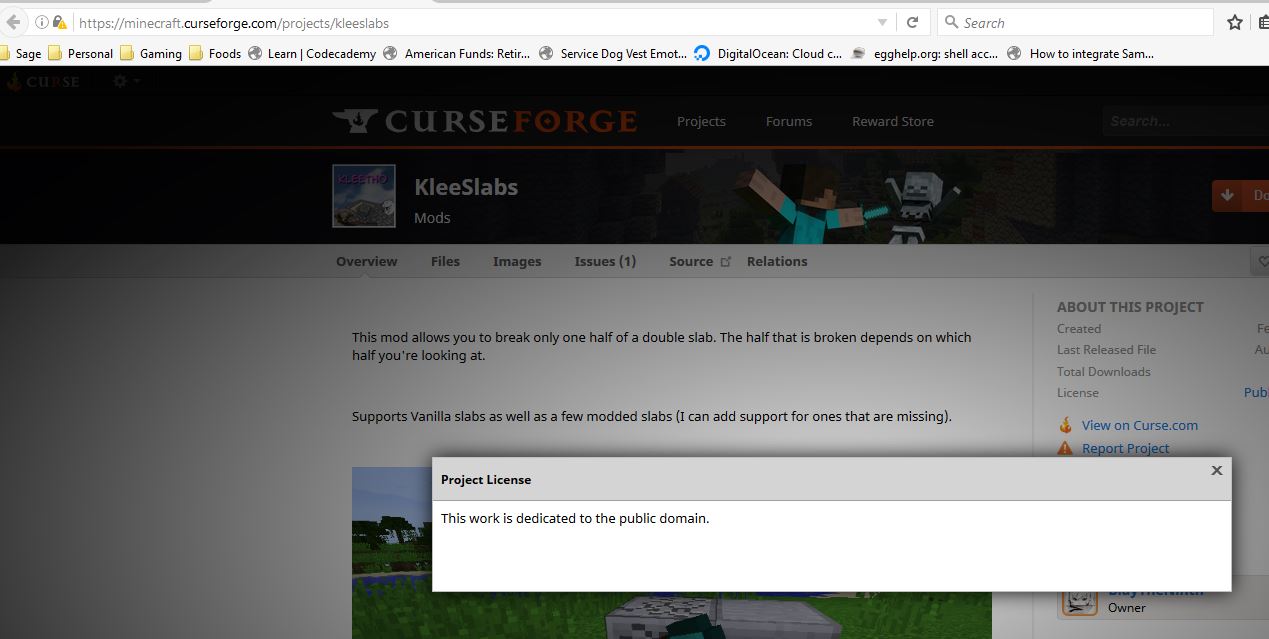 https://minecraft.curseforge.com/projects/kleeslabs
Search
Sage Personal Gaming Foods Learn | Codecademy American Funds: Retir... Service Dog Vest Emot... DigitalOcean: Cloud c... egghelp.org: shell acc... How to integrate Sam...
CURSE
CURSEFORGE Projects Forums Reward Store Search...
KLEETHO
KleeSlabs
Mods
Do
Overview Files Images Issues (1) Source Relations
This mod allows you to break only one half of a double slab. The half that is broken depends on which
half you're looking at.
Supports Vanilla slabs as well as a few modded slabs (I can add support for ones that are missing).
ABOUT THIS PROJECT
Created Fe
Last Released File Au
Total Downloads
License Pub
View on Curse.com
Report Project
Project License
This work is dedicated to the public domain.
Owner